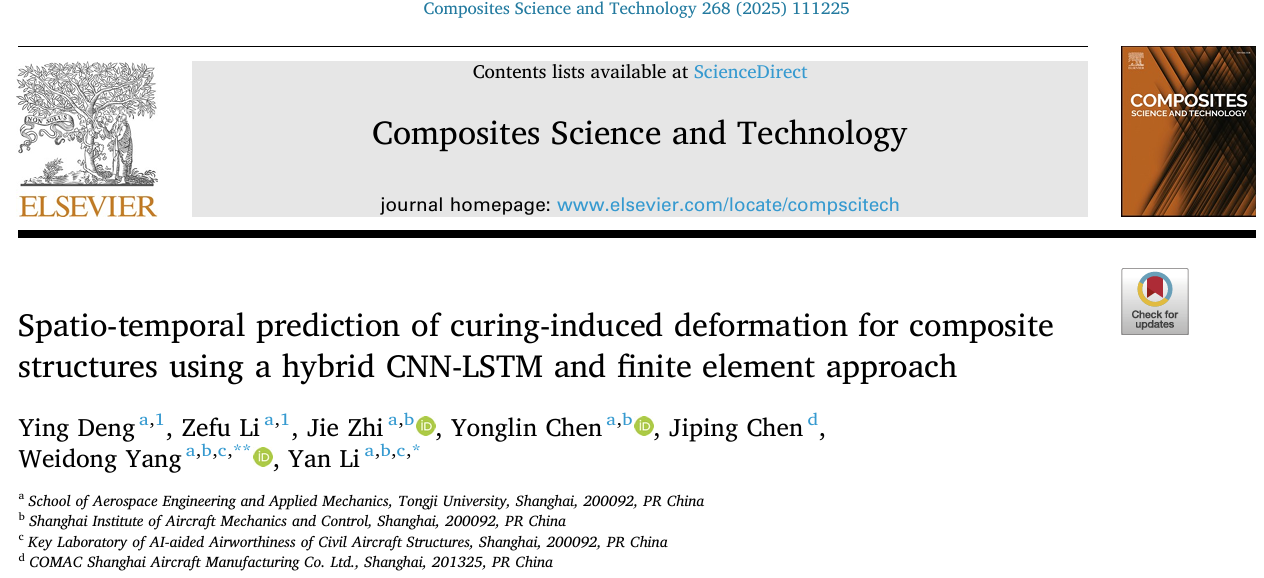 Composites Science and Technology 268 (2025) 111225
Contents lists available at ScienceDirect
Composites Science and Technology
journal homepage: www.elsevier.com/locate/compscitech
ELSEVIER
COMPOSITES
SCIENCE AND TECHNOLOGY
Check for
updates
Spatio-temporal prediction of curing-induced deformation for composite
structures using a hybrid CNN-LSTM and finite element approach
Ying Deng a,1, Zefu Li a,1, Jie Zhi a,b iD, Yonglin Chen a,b iD, Jiping Chen d,
Weidong Yang a,b,c,** iD, Yan Li a,b,c,*
a School of Aerospace Engineering and Applied Mechanics, Tongji University, Shanghai, 200092, PR China
b Shanghai Institute of Aircraft Mechanics and Control, Shanghai, 200092, PR China
c Key Laboratory of AI-aided Airworthiness of Civil Aircraft Structures, Shanghai, 200092, PR China
d COMAC Shanghai Aircraft Manufacturing Co. Ltd., Shanghai, 201325, PR China